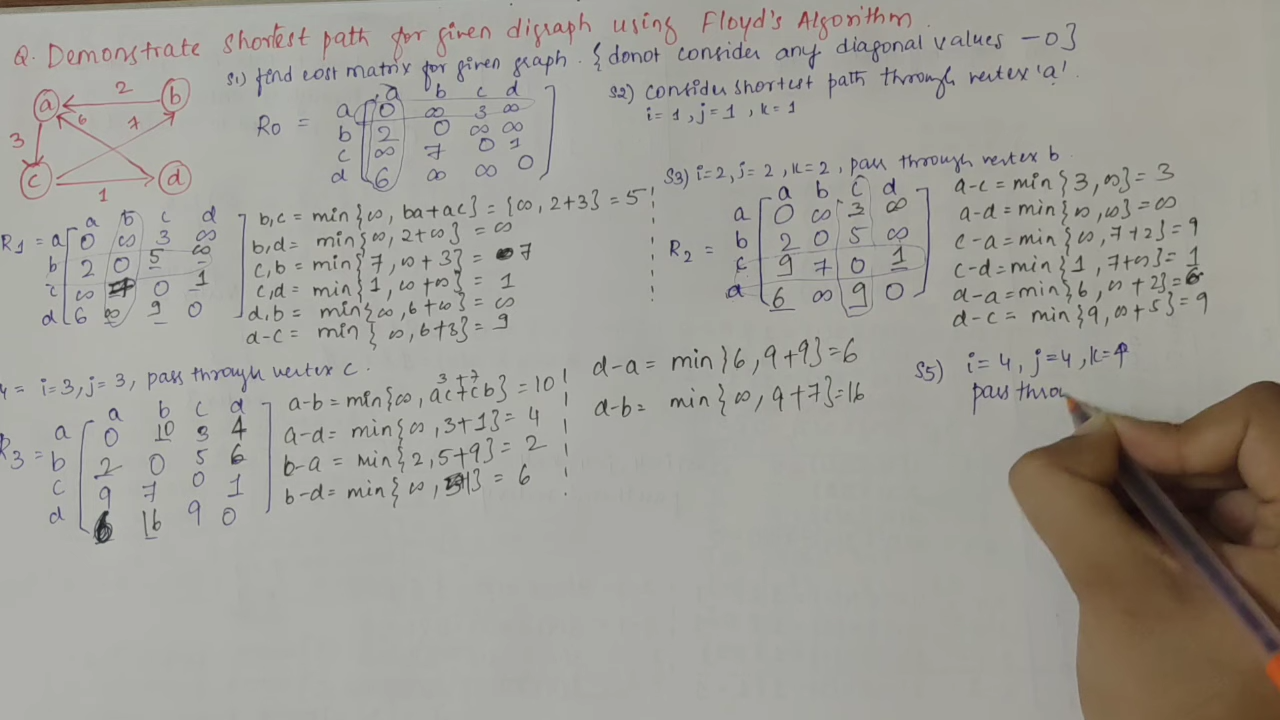 Q. Demonstrate shortest path for given digraph using Floyd's Algorithm.
S1) find cost matrix for given graph. {donot consider any diagonal values -0}
a 2 b
3 6 7
c 1 d
a b c d
R0 = a 0 ∞ 3 ∞
b 2 0 ∞ ∞
c ∞ 7 0 1
d 6 ∞ ∞ 0
S2) consider shortest path through vertex 'a'.
i=1, j=1, k=1
a b c d
R1 = a 0 ∞ 3 ∞
b 2 0 5 ∞
c ∞ 7 0 1
d 6 ∞ 9 0
b,c = min{∞, ba+ac} = {∞, 2+3} = 5
b,d = min{∞, 2+∞} = ∞
c,b = min{7, ∞+3} = 7
c,d = min{1, ∞+∞} = 1
d,b = min{∞, 6+∞} = ∞
d-c = min{∞, 6+3} = 9
S3) i=2, j=2, k=2, pass through vertex b
a b c d
R2 = a 0 ∞ 3 ∞
b 2 0 5 ∞
c 9 7 0 1
d 6 ∞ 9 0
a-c = min{3, ∞} = 3
a-d = min{∞, ∞} = ∞
c-a = min{∞, 7+2} = 9
c-d = min{1, 7+∞} = 1
d-a = min{6, ∞+2} = 6
d-c = min{9, ∞+5} = 9
4 = i=3, j=3, pass through vertex c.
a b c d
R3 = a 0 10 3 4
b 2 0 5 6
c 9 7 0 1
d 6 16 9 0
3+7
a-b = min{∞, ac+cb} = 10
a-d = min{∞, 3+1} = 4
b-a = min{2, 5+9} = 2
b-d = min{∞, 5+1} = 6
d-a = min{6, 9+9} = 6
d-b = min{∞, 9+7} = 16
S5) i=4, j=4, k=4
pass throu